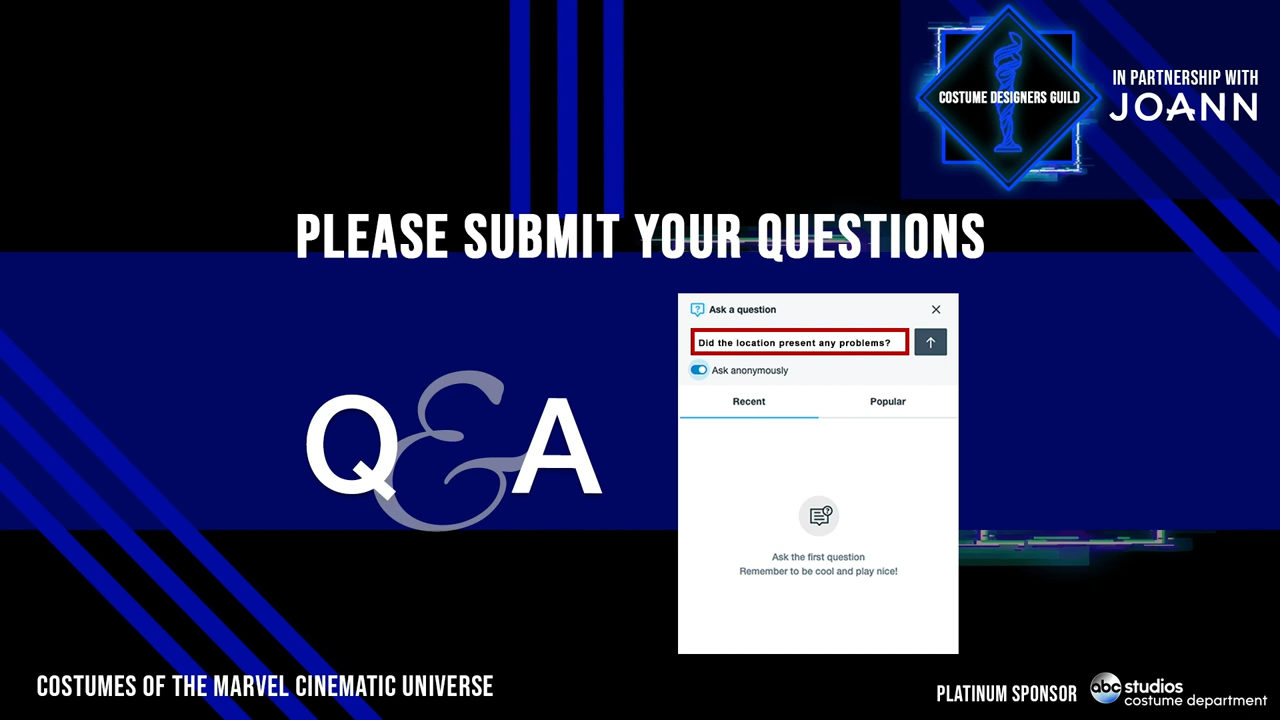 COSTUME DESIGNERS GUILD
IN PARTNERSHIP WITH
JOANN
PLEASE SUBMIT YOUR QUESTIONS
Q&A
Ask a question
Did the location present any problems?
Ask anonymously
Recent Popular
Ask the first question
Remember to be cool and play nice!
COSTUMES OF THE MARVEL CINEMATIC UNIVERSE
PLATINUM SPONSOR
abc studios
costume department